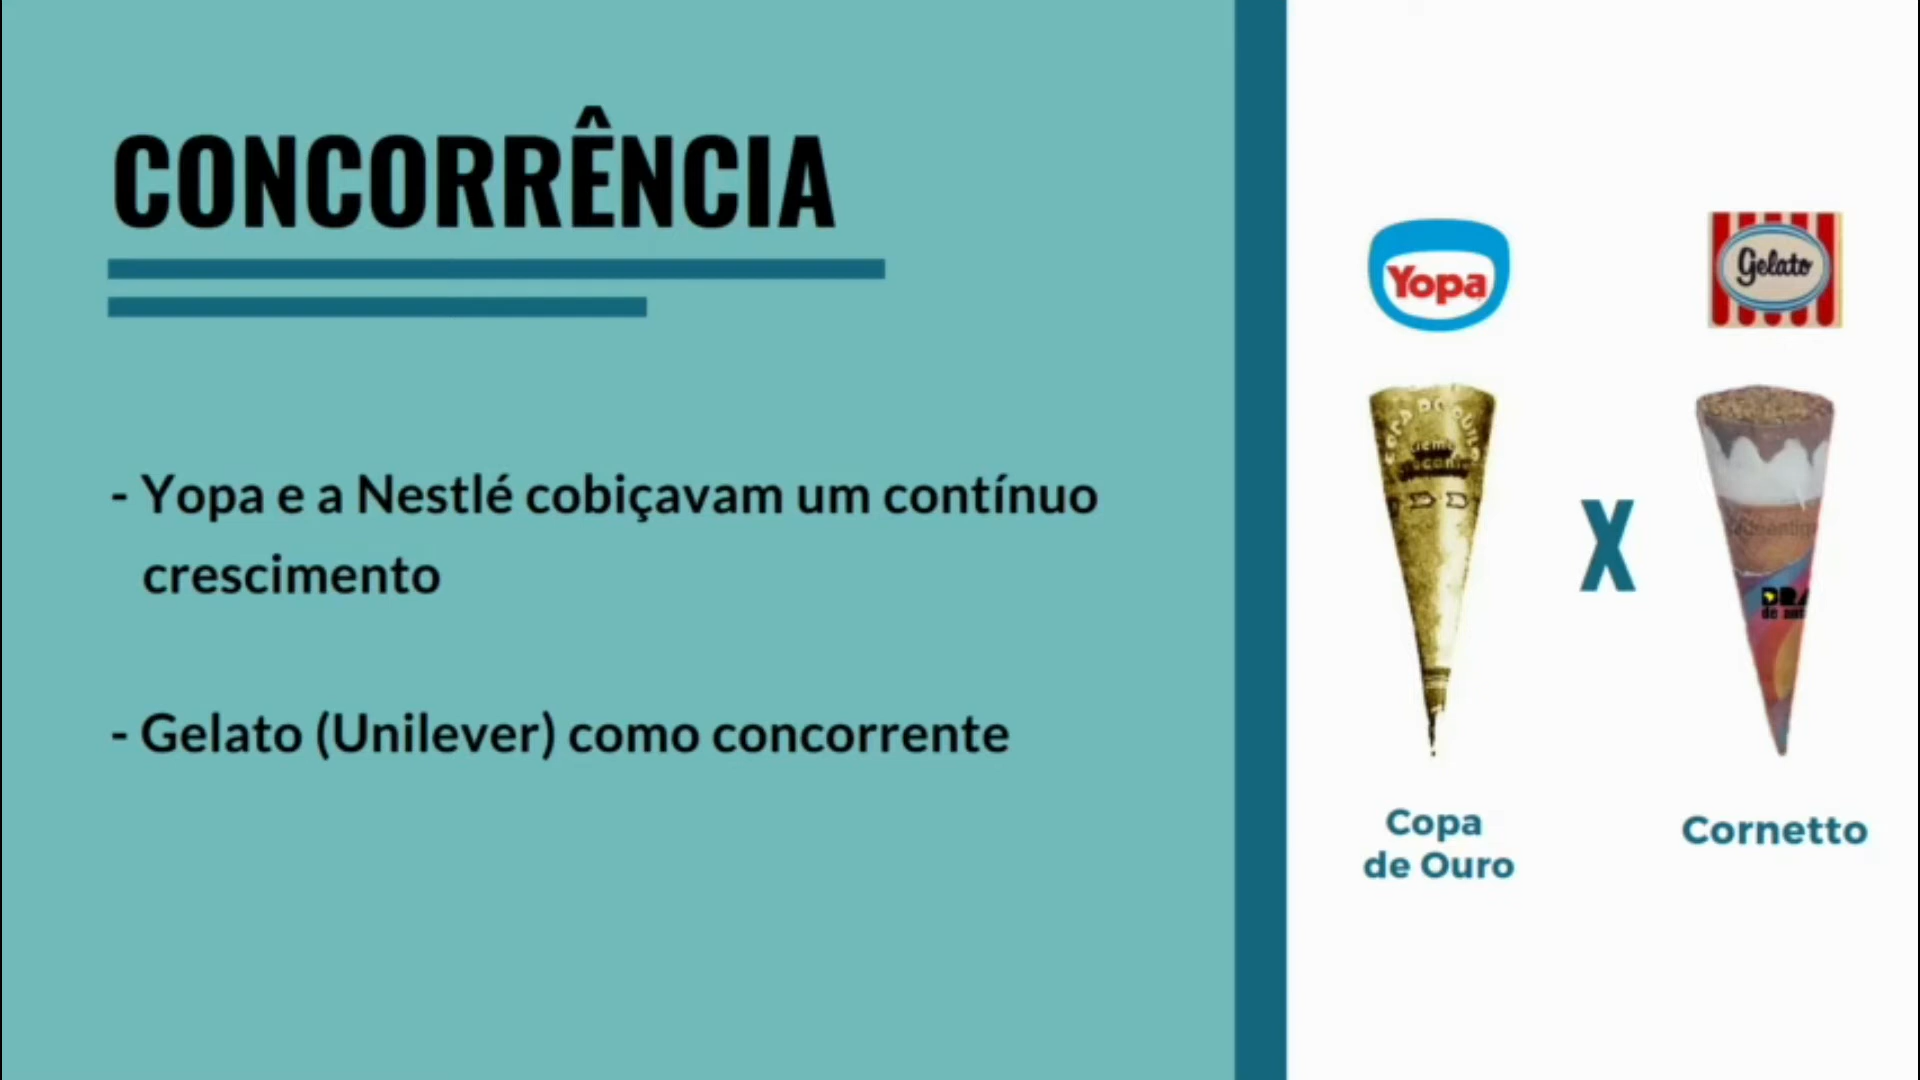 CONCORRÊNCIA
- Yopa e a Nestlé cobiçavam um contínuo
crescimento
- Gelato (Unilever) como concorrente
Yopa
Gelato
X
Copa
de Ouro
Cornetto